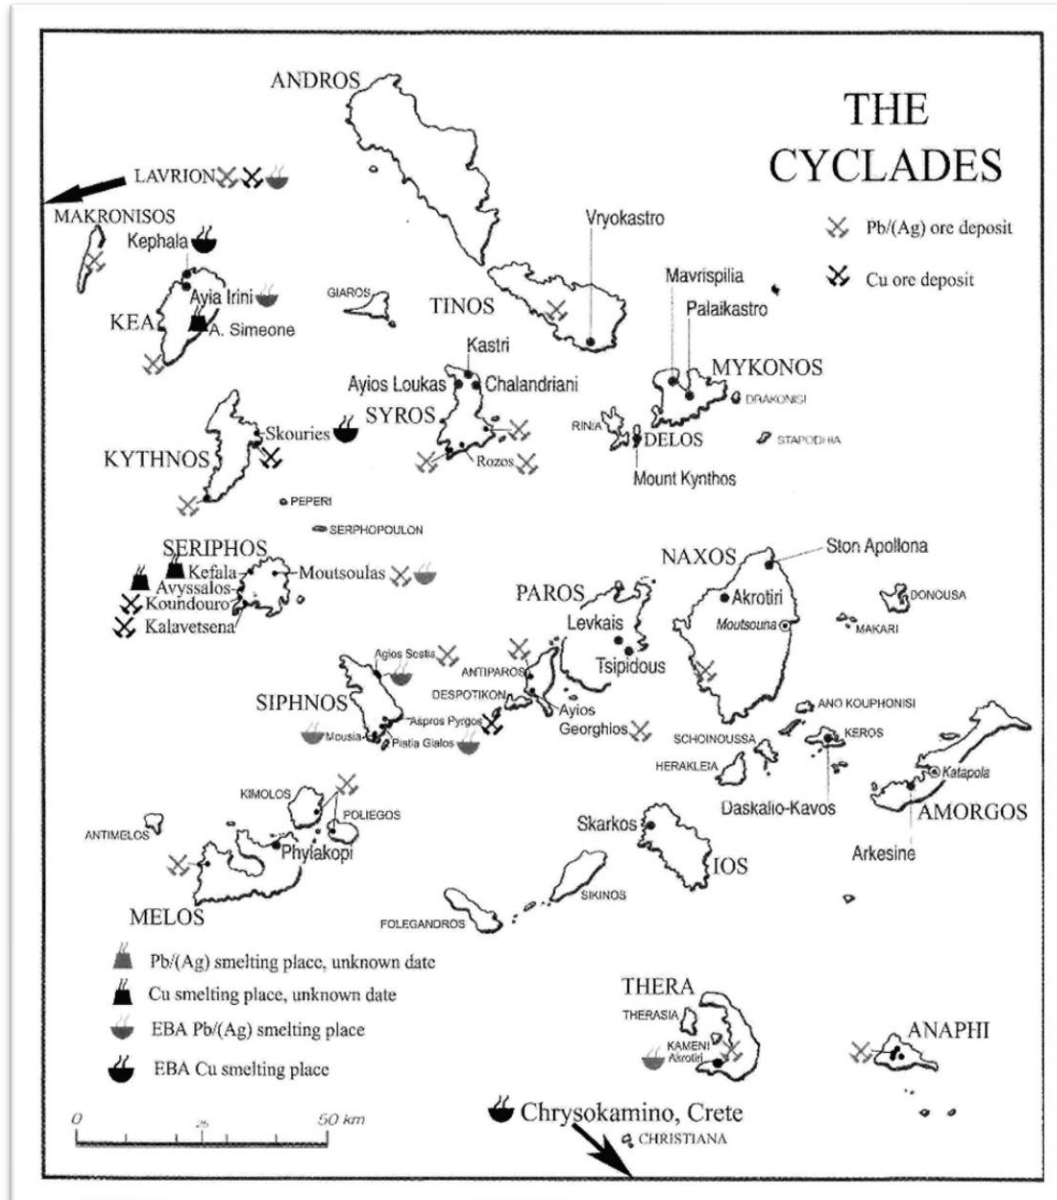 ANDROS
THE
CYCLADES
LAVRION
MAKRONISOS
Kephala
Vryokastro
Pb/(Ag) ore deposit
Mavrispilia
Cu ore deposit
Ayia Irini
GIAROS
TINOS
Palaikastro
KEA
A. Simeone
Kastri
MYKONOS
Ayios Loukas
Chalandriani
DRAKONISI
SYROS
RINIA
DELOS
STAPODHIA
Skouries
KYTHNOS
Rozos
Mount Kynthos
PEPERI
SERPHOPOULON
SERIPHOS
NAXOS
Ston Apollona
Kefala
Moutsoulas
Avyssalos
PAROS
Akrotiri
DONOUSA
Koundouro
Levkais
Moutsouna
MAKARI
Kalavetsena
Tsipidous
Agios Sostis
ANTIPAROS
SIPHNOS
DESPOTIKON
Ayios
Georghios
ANO KOUPHONISI
Aspros Pyrgos
Mousia
Platia Gialos
SCHOINOUSSA
KEROS
HERAKLEIA
Katapola
KIMOLOS
POLIEGOS
Daskalio-Kavos
AMORGOS
ANTIMELOS
Skarkos
Phylakopi
Arkesine
IOS
SIKINOS
MELOS
FOLEGANDROS
Pb/(Ag) smelting place, unknown date
Cu smelting place, unknown date
EBA Pb/(Ag) smelting place
EBA Cu smelting place
THERA
THERASIA
KAMENI
Akrotiri
ANAPHI
0 25 50 km
Chrysokamino, Crete
CHRISTIANA